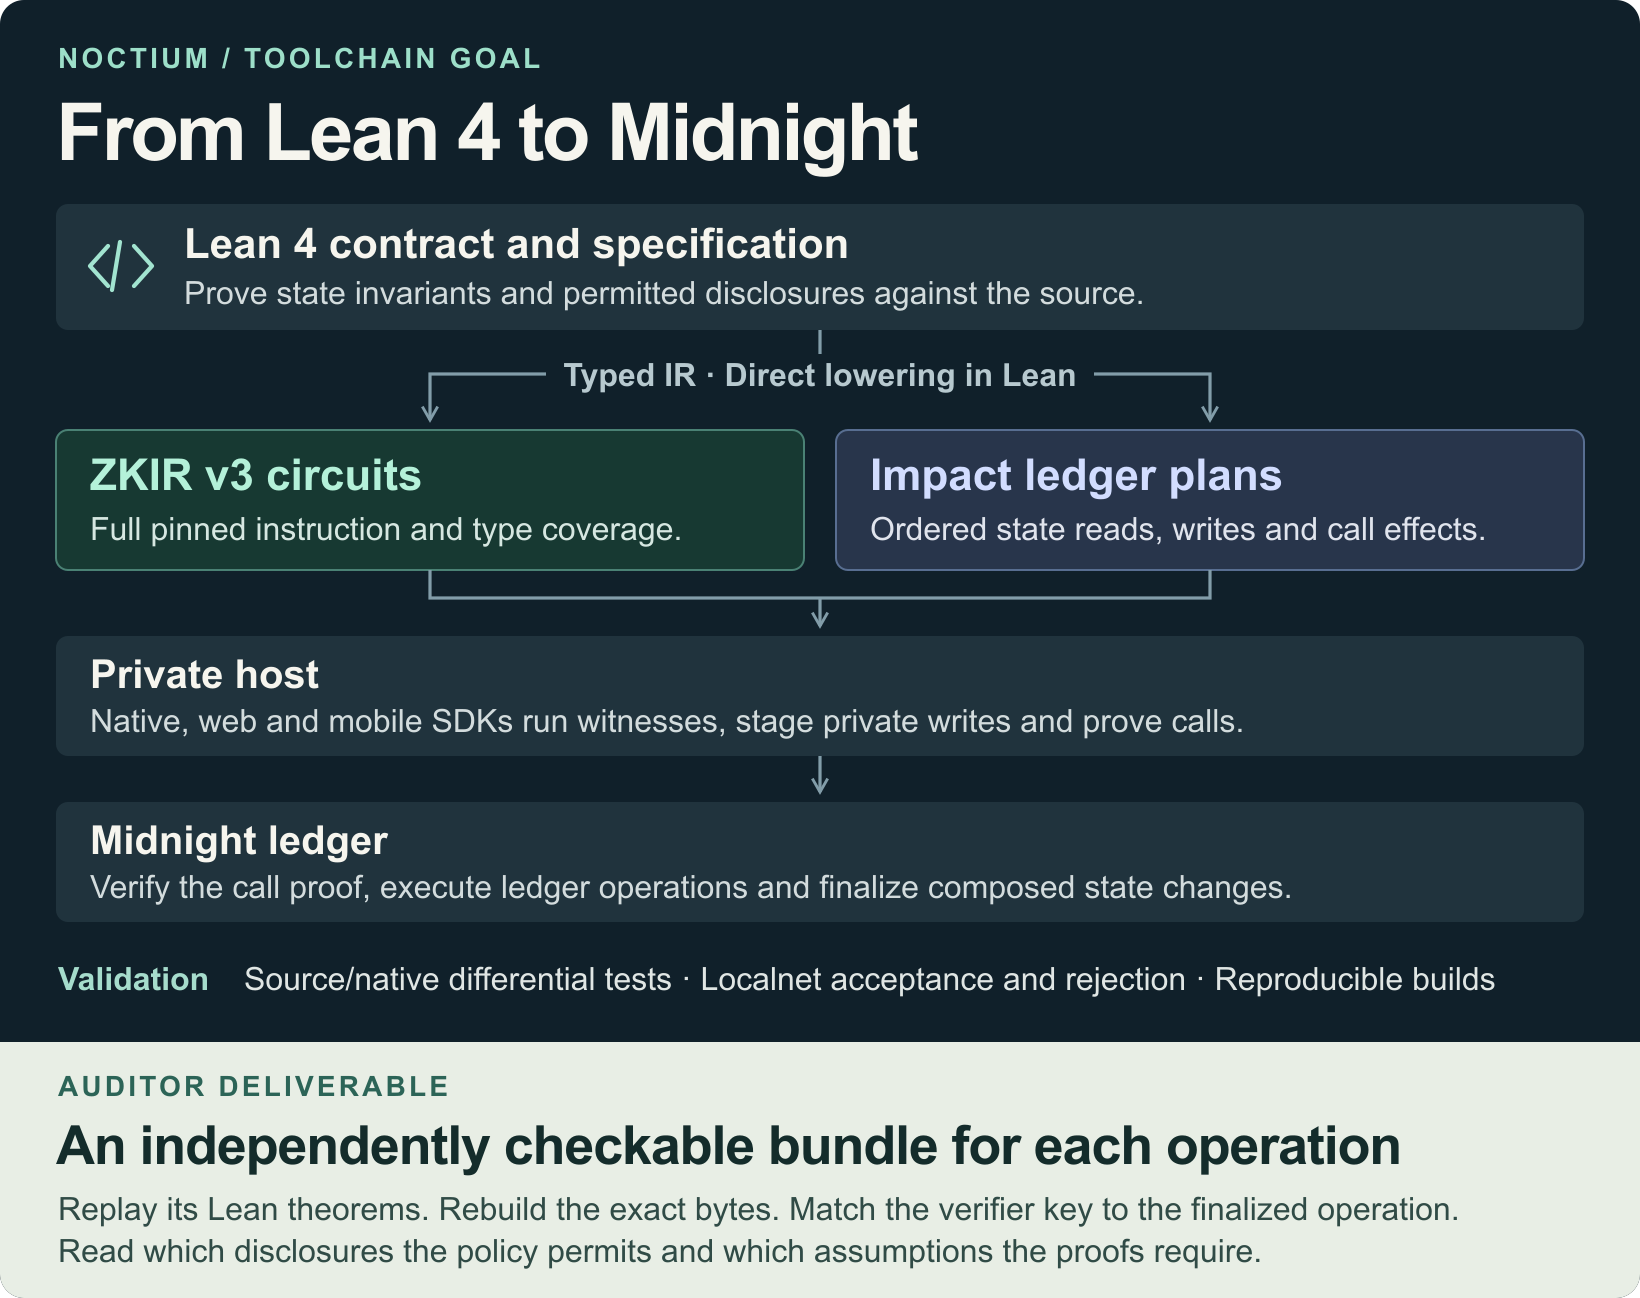 NOCTIUM / TOOLCHAIN GOAL
From Lean 4 to Midnight
Lean 4 contract and specification
Prove state invariants and permitted disclosures against the source.
Typed IR · Direct lowering in Lean
ZKIR v3 circuits
Full pinned instruction and type coverage.
Impact ledger plans
Ordered state reads, writes and call effects.
Private host
Native, web and mobile SDKs run witnesses, stage private writes and prove calls.
Midnight ledger
Verify the call proof, execute ledger operations and finalize composed state changes.
Validation Source/native differential tests · Localnet acceptance and rejection · Reproducible builds
AUDITOR DELIVERABLE
An independently checkable bundle for each operation
Replay its Lean theorems. Rebuild the exact bytes. Match the verifier key to the finalized operation.
Read which disclosures the policy permits and which assumptions the proofs require.